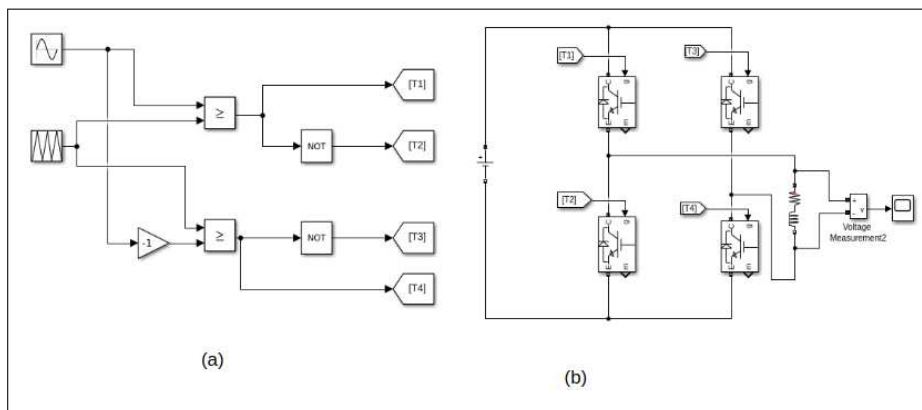 ≥
[T1]
NOT
[T2]
-1
≥
NOT
[T3]
[T4]
(a)
[T1]
[T3]
g
C
E
m
g
C
E
m
+
[T2]
[T4]
g
C
E
m
g
C
E
m
+
-
v
Voltage
Measurement2
(b)